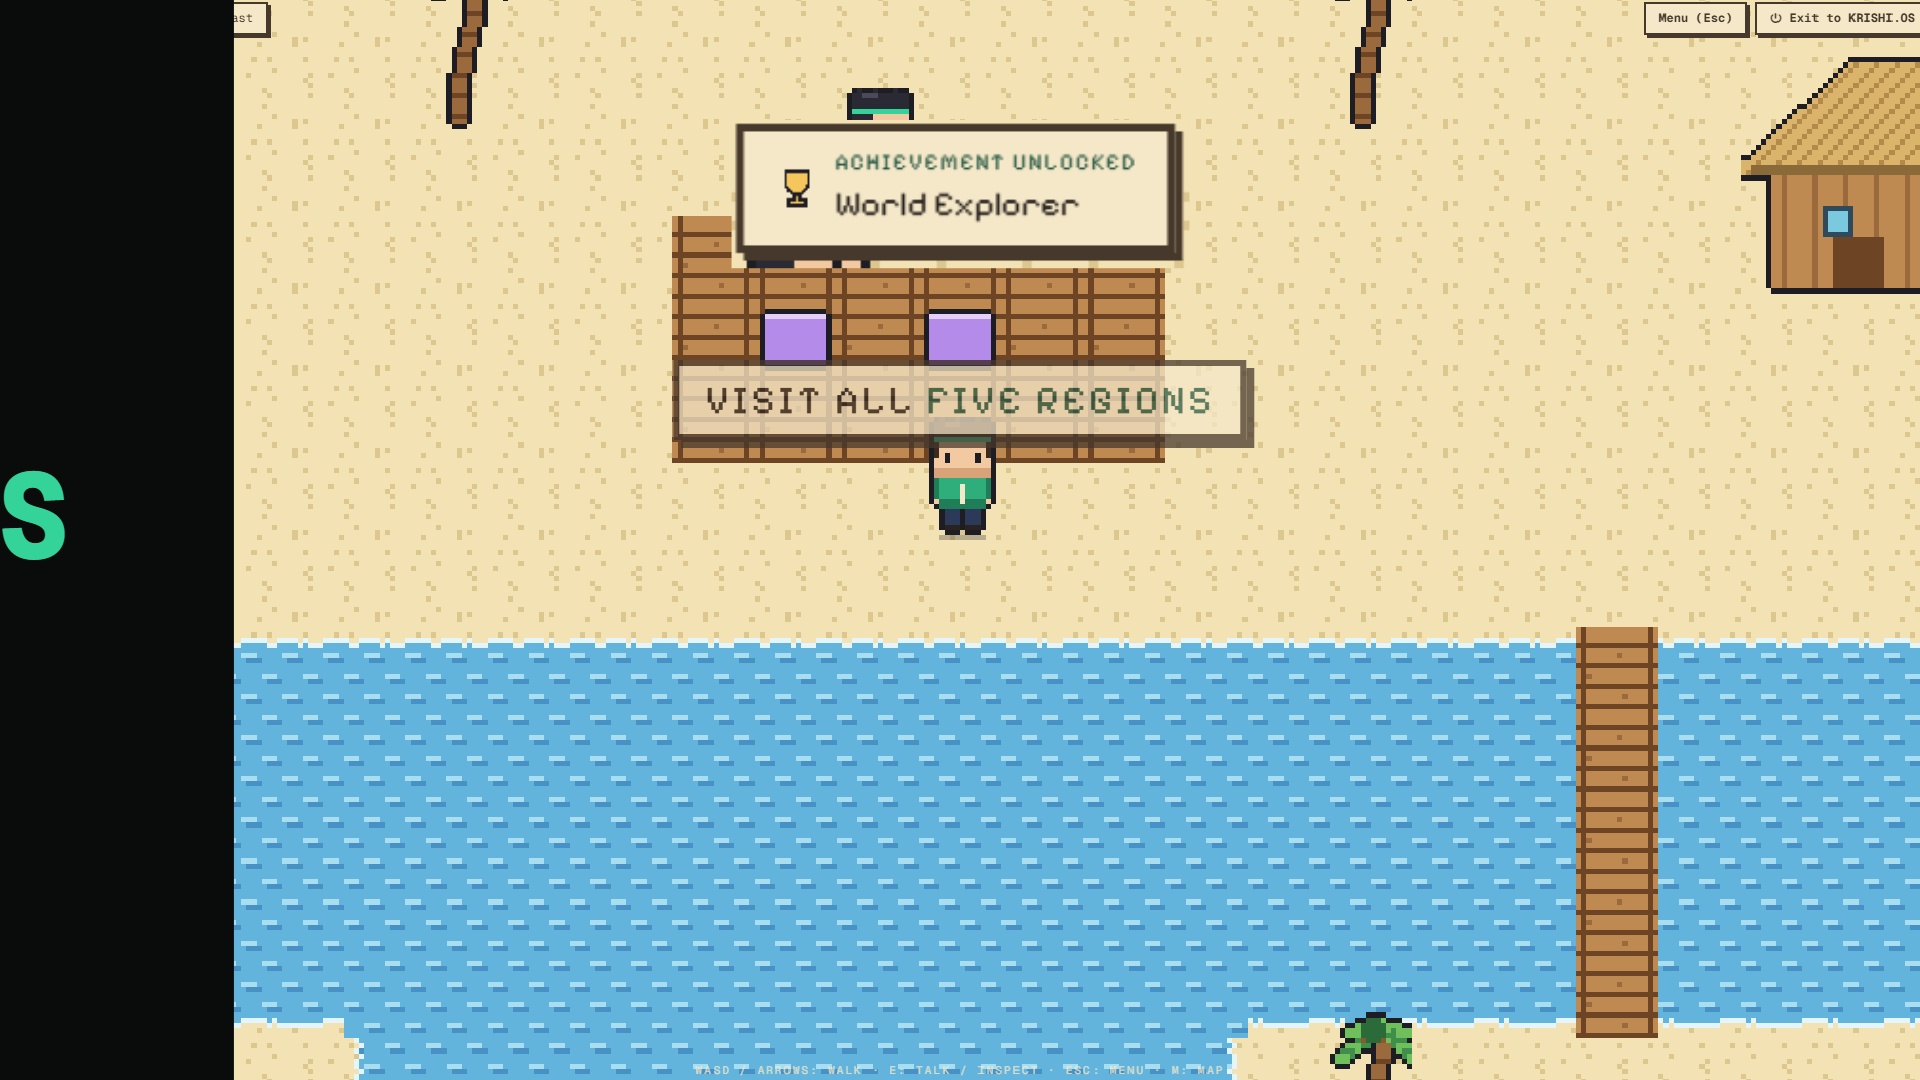 ast
Menu (Esc)
Exit to KRISHI.OS
ACHIEVEMENT UNLOCKED
World Explorer
VISIT ALL FIVE REGIONS
S
WASD / ARROWS: WALK · E: TALK / INSPECT · ESC: MENU · M: MAP